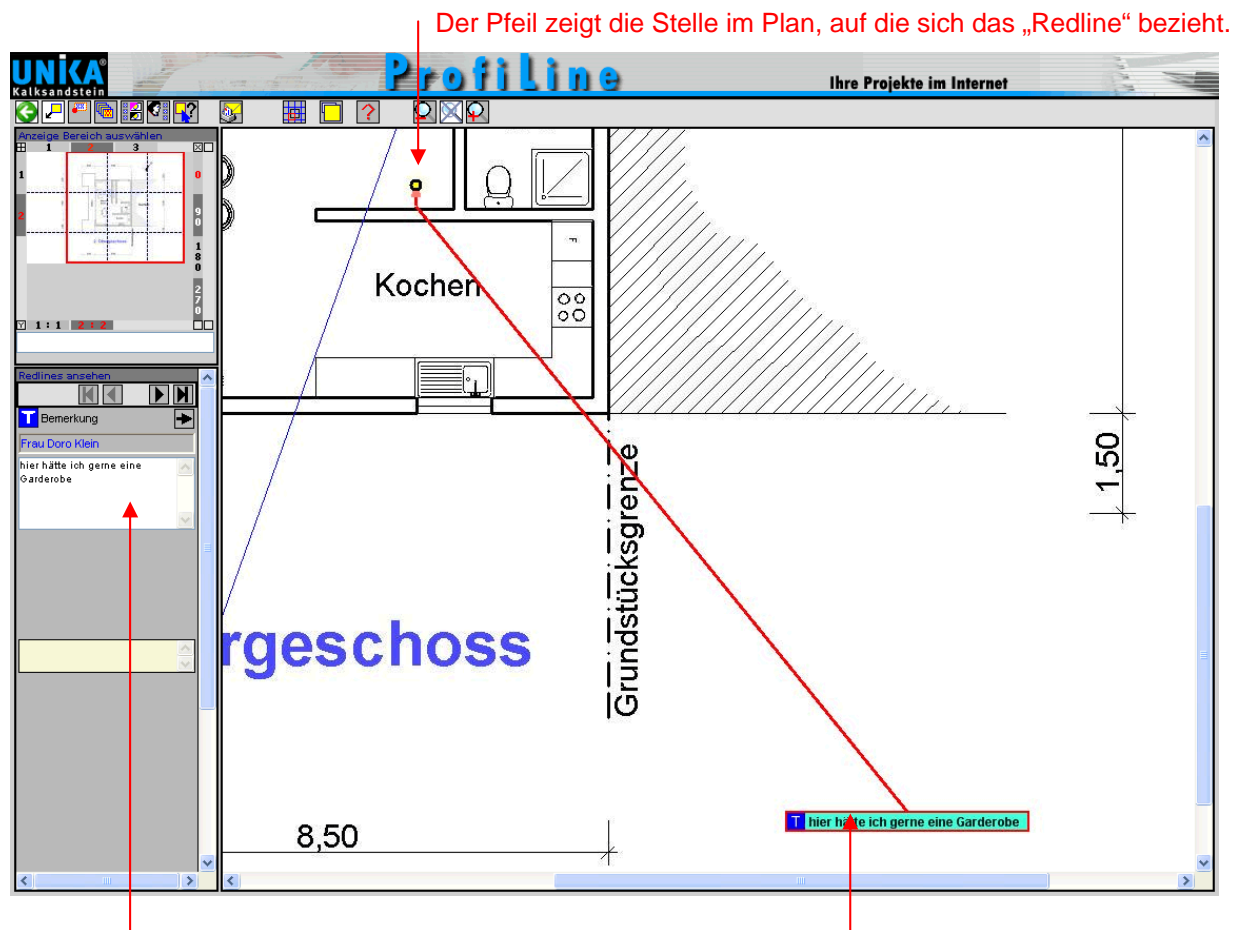 Der Pfeil zeigt die Stelle im Plan, auf die sich das „Redline“ bezieht.
UNiKA®
Kalksandstein
ProfiLine
Ihre Projekte im Internet
Anzeige Bereich auswählen
1 2 3
1
2
0
90
180
270
1:1 2:2
Redlines ansehen
T Bemerkung
Frau Doro Klein
hier hätte ich gerne eine
Garderobe
F
Kochen
Grundstücksgrenze
1,50
rgeschoss
8,50
T hier hätte ich gerne eine Garderobe